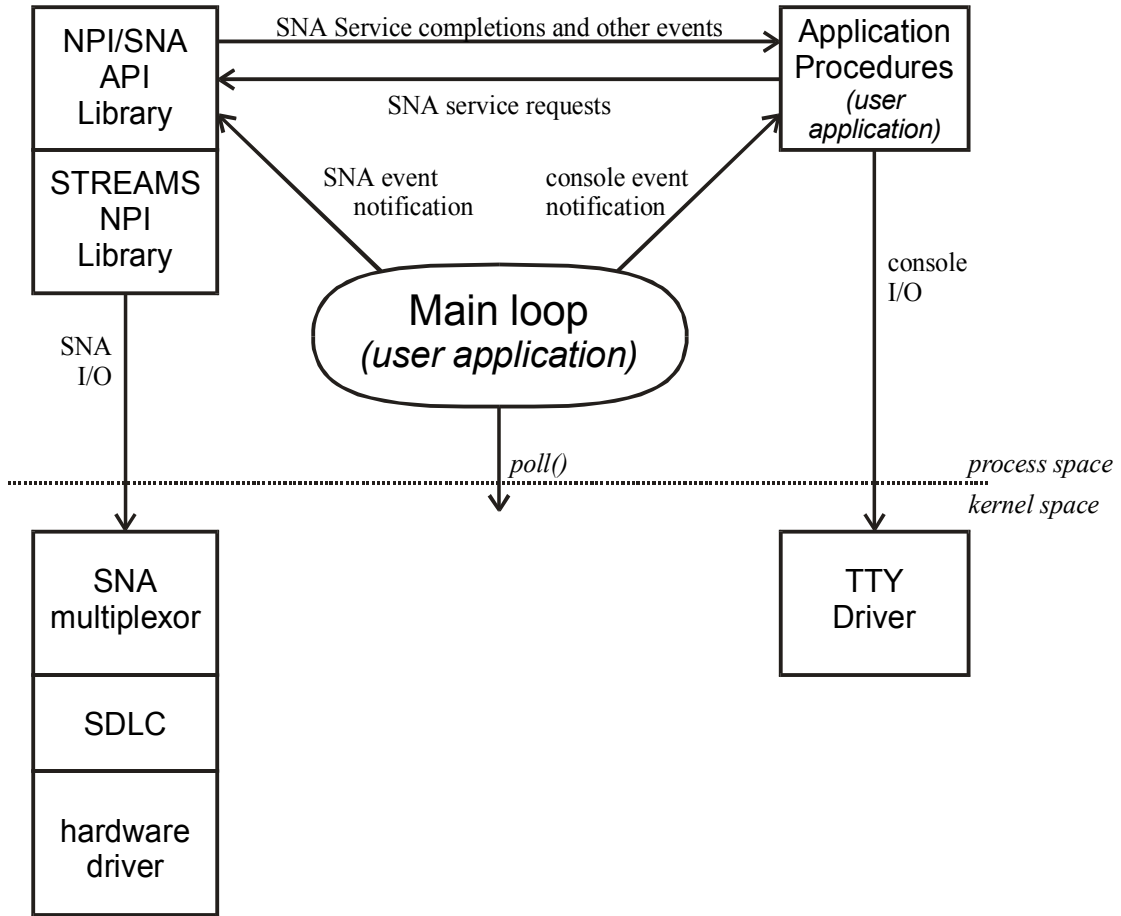 NPI/SNA
API
Library
STREAMS
NPI
Library
SNA Service completions and other events
SNA service requests
Application
Procedures
(user
application)
SNA event
notification
console event
notification
Main loop
(user application)
SNA
I/O
console
I/O
poll()
process space
kernel space
SNA
multiplexor
SDLC
hardware
driver
TTY
Driver